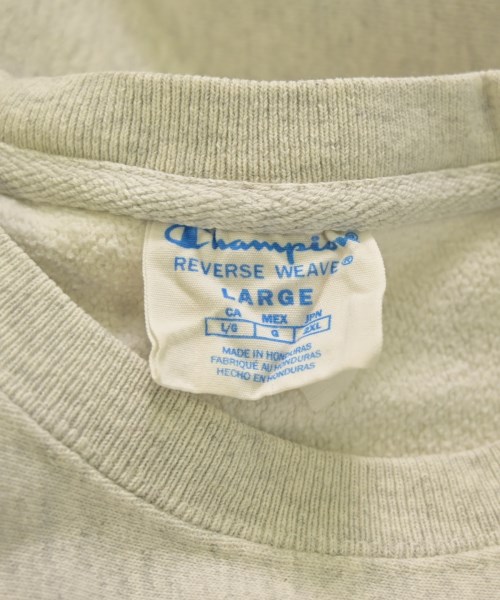 Champion®
REVERSE WEAVE®
LARGE
CA MEX JPN
L/G G 2XL
MADE IN HONDURAS
FABRIQUÉ AU HONDURAS
HECHO EN HONDURAS